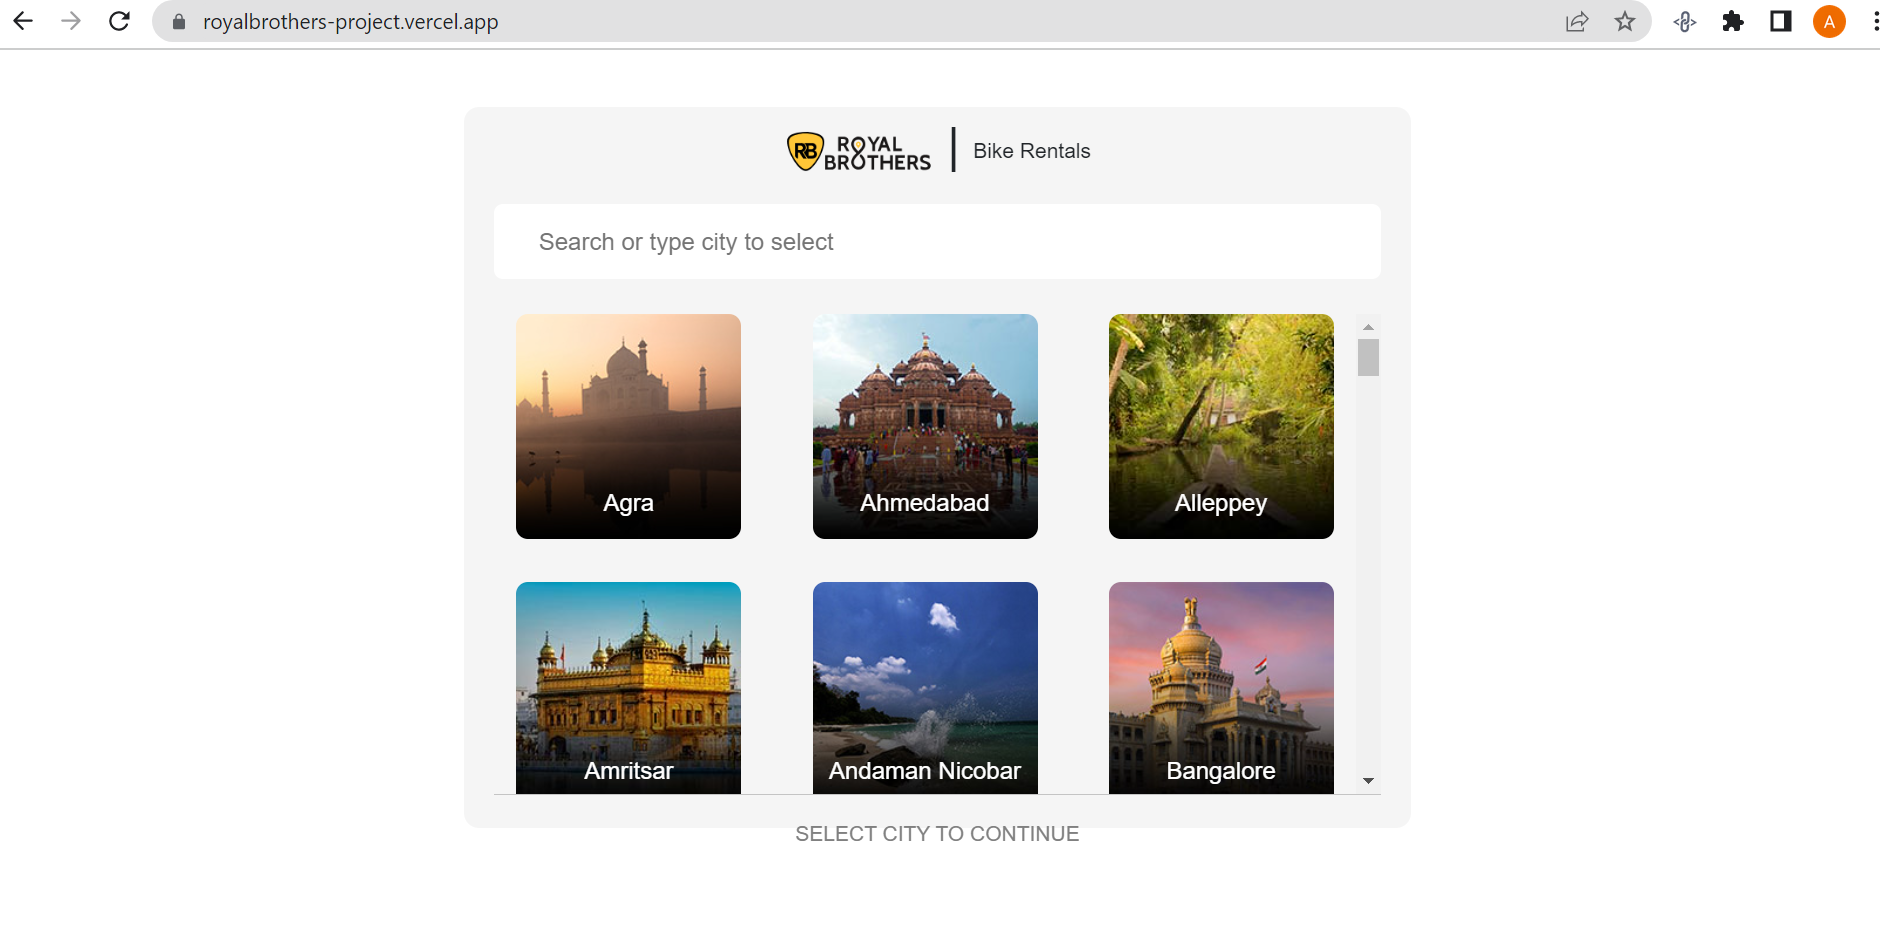 royalbrothers-project.vercel.app
A
RB ROYAL BROTHERS
Bike Rentals
Search or type city to select
Agra
Ahmedabad
Alleppey
Amritsar
Andaman Nicobar
Bangalore
SELECT CITY TO CONTINUE